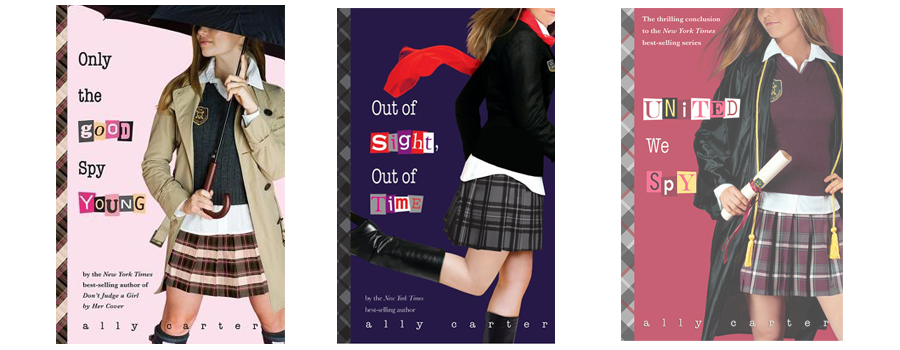 Only
the
gOOD
Spy
YOUNG
by the New York Times
best-selling author of
Don't Judge a Girl
by Her Cover
ally carter
Out of
Sight,
Out of
Time
by the New York Times
best-selling author
ally carter
The thrilling conclusion
to the New York Times
best-selling series
UNiTED
We
SpY
ally carter